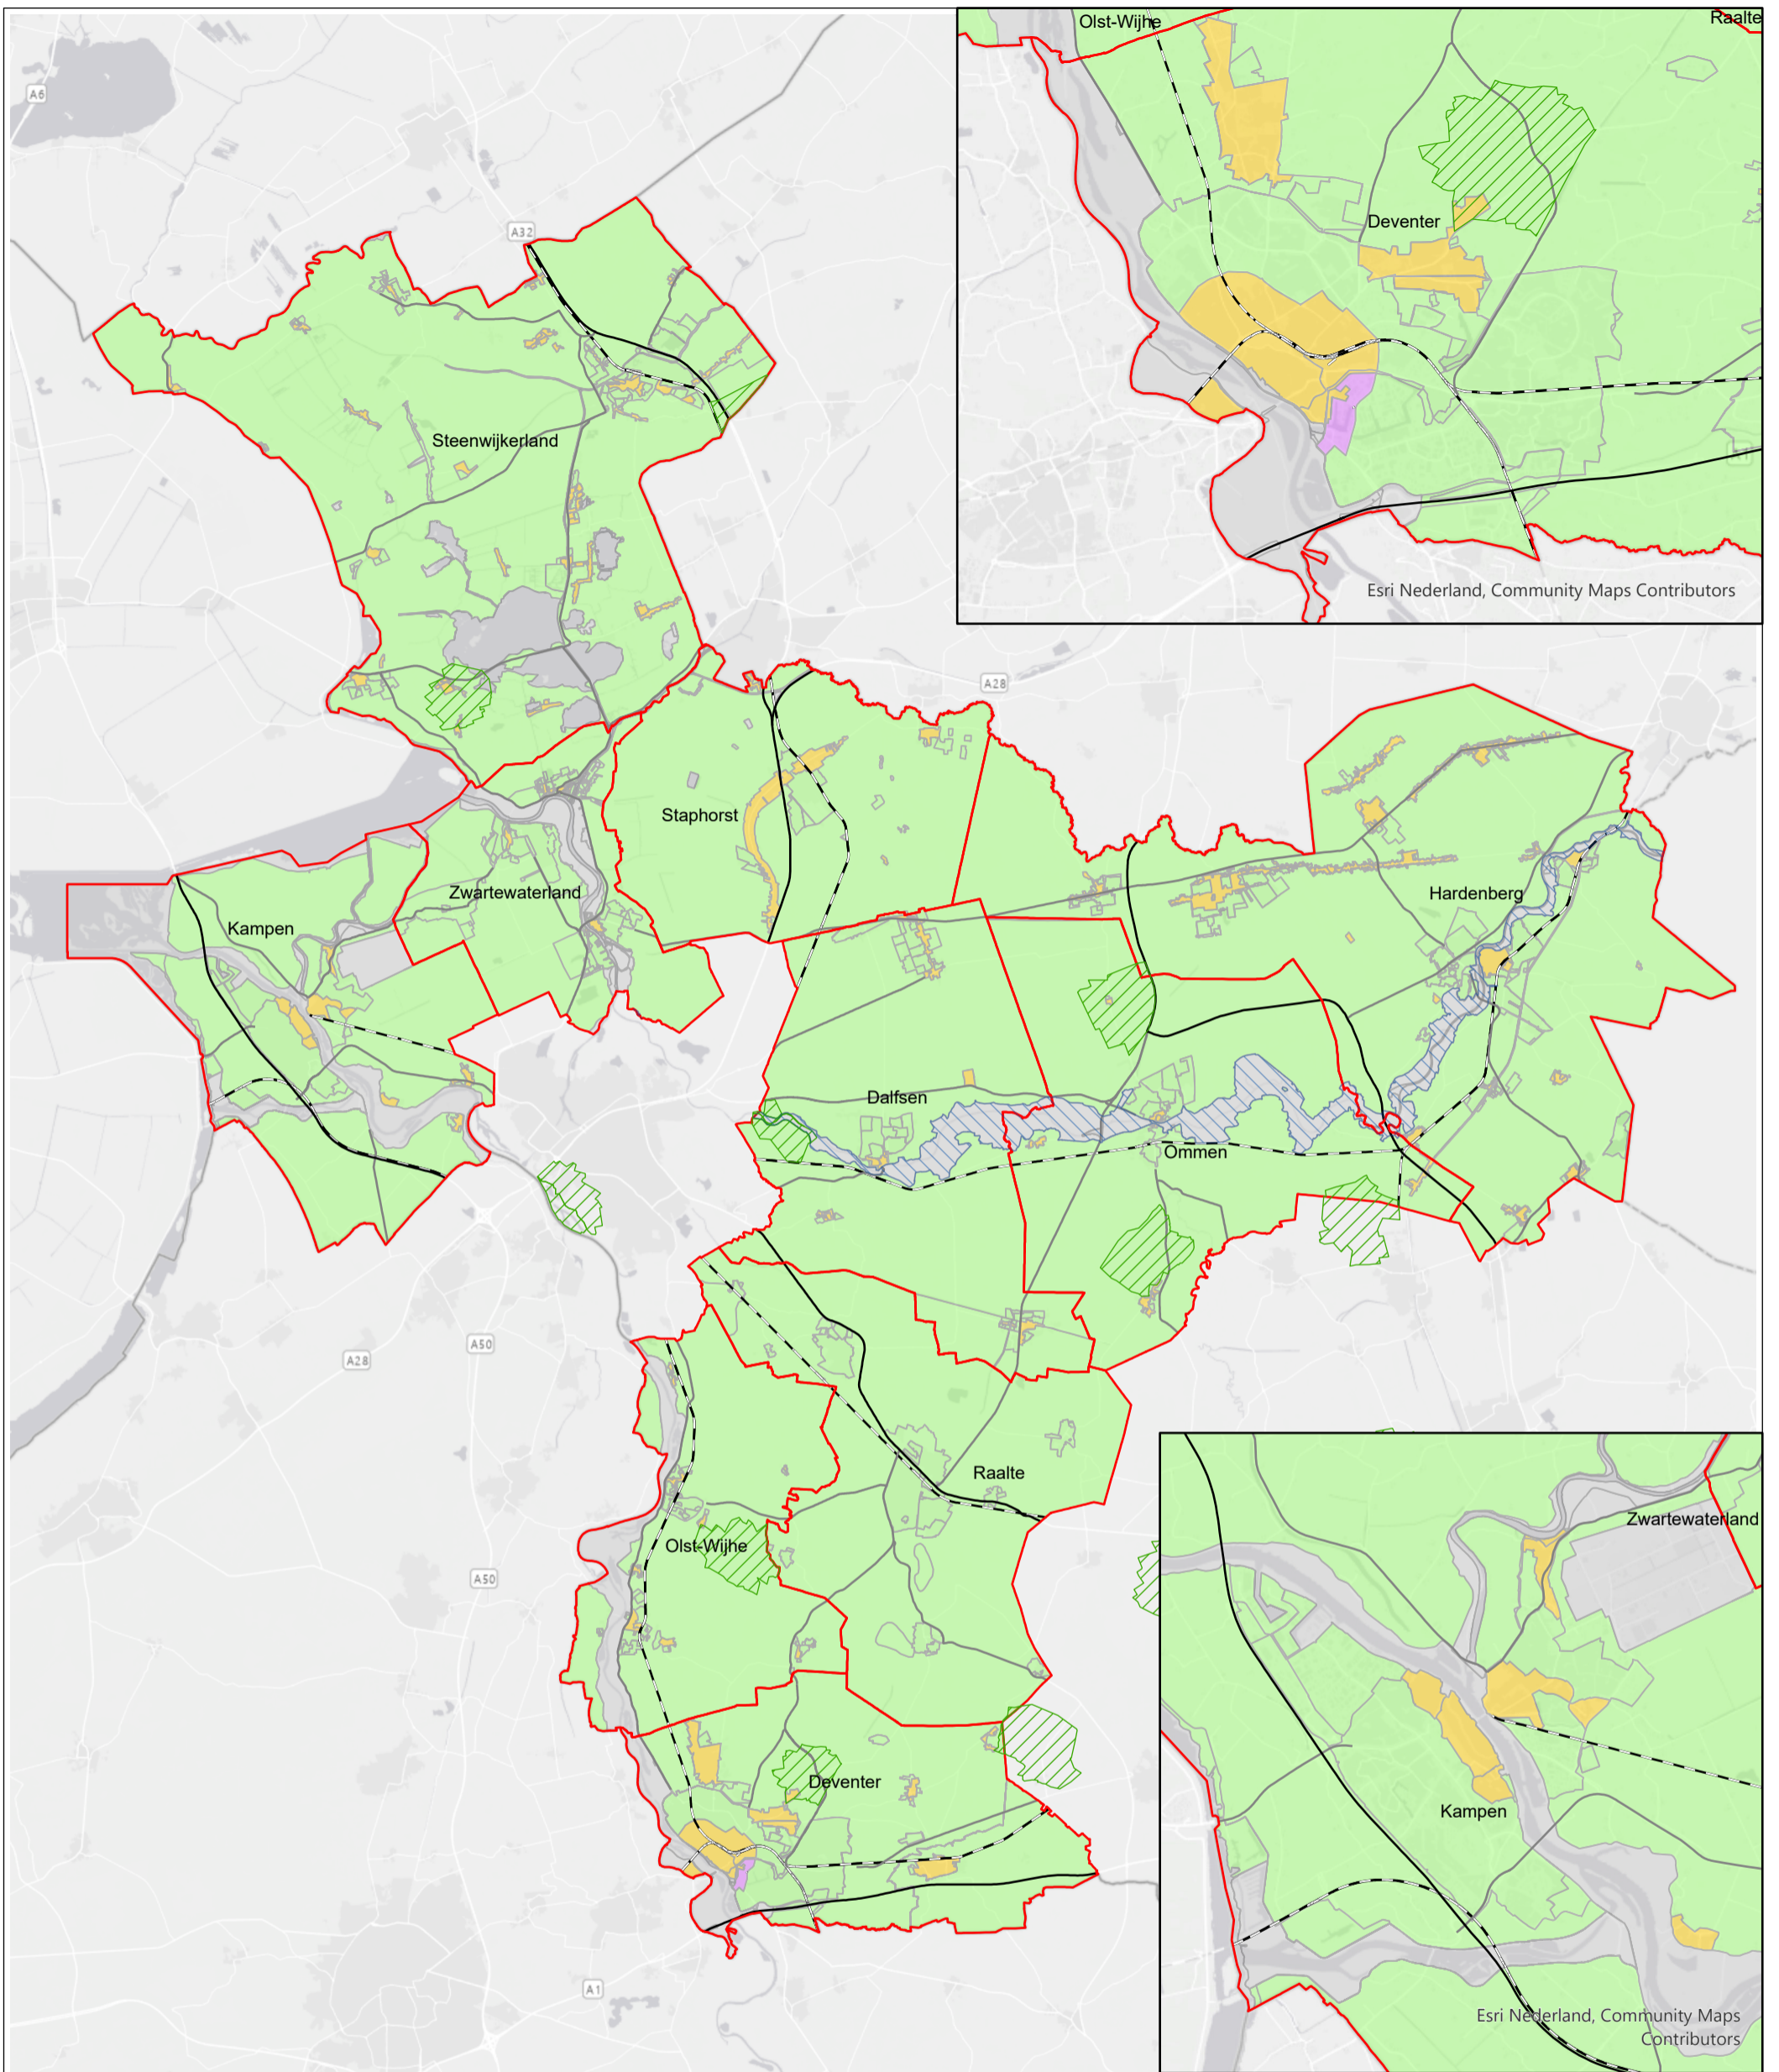 Olst-Wijhe
Raalte
A6
Deventer
A32
Steenwijkerland
Esri Nederland, Community Maps Contributors
A28
Staphorst
Zwartewaterland
Hardenberg
Kampen
Dalfsen
Ommen
A50
A28
Raalte
Zwartewaterland
Olst-Wijhe
A50
Deventer
Kampen
A1
Esri Nederland, Community Maps
Contributors